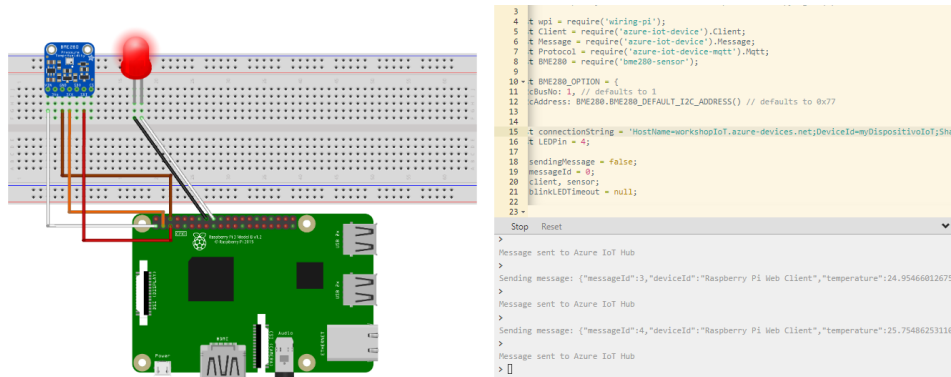 BME280
Pressure
Raspberry Pi 3 Model B v1.2
© Raspberry Pi 2015
GPIO
USB 2x
USB 2x
ETHERNET
Power
HDMI
Audio
3
4 t wpi = require('wiring-pi');
5 t Client = require('azure-iot-device').Client;
6 t Message = require('azure-iot-device').Message;
7 t Protocol = require('azure-iot-device-mqtt').Mqtt;
8 t BME280 = require('bme280-sensor');
9
10 t BME280_OPTION = {
11 cBusNo: 1, // defaults to 1
12 cAddress: BME280.BME280_DEFAULT_I2C_ADDRESS() // defaults to 0x77
13
14
15 t connectionString = 'HostName=workshopIoT.azure-devices.net;DeviceId=myDispositivoIoT;Sha
16 t LEDPin = 4;
17
18 sendingMessage = false;
19 messageId = 0;
20 client, sensor;
21 blinkLEDTimeout = null;
22
23
Stop Reset
>
Message sent to Azure IoT Hub
>
Sending message: {"messageId":3,"deviceId":"Raspberry Pi Web Client","temperature":24.95466012675
>
Message sent to Azure IoT Hub
>
Sending message: {"messageId":4,"deviceId":"Raspberry Pi Web Client","temperature":25.75486253118
>
Message sent to Azure IoT Hub
>